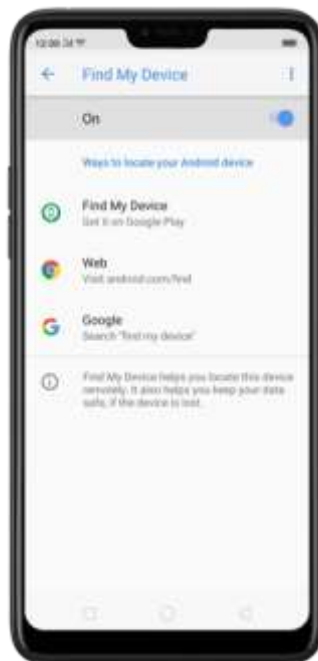 Find My Device
On
Ways to locate your Android device
Find My Device
Get it on Google Play
Web
Visit android.com/find
Google
Search "find my device"
Find My Device helps you locate this device
remotely. It also helps you keep your data
safe, if the device is lost.